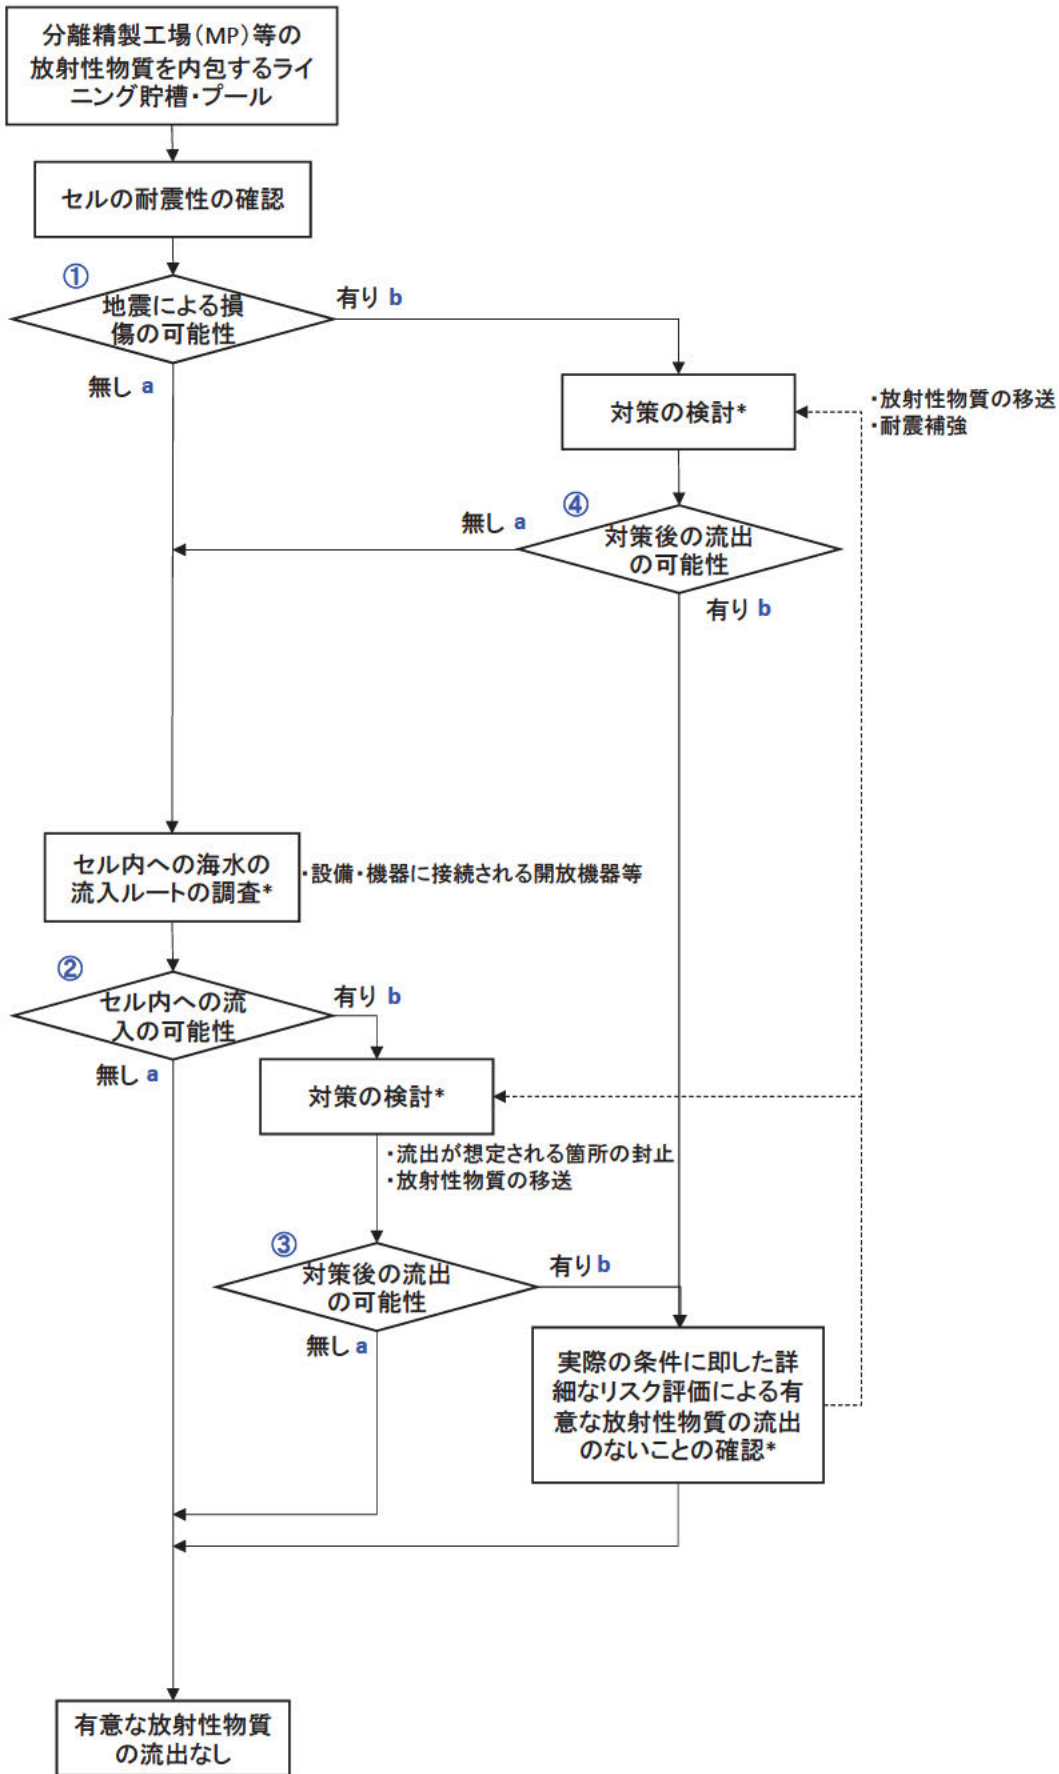 分離精製工場(MP)等の
放射性物質を内包するライ
ニング貯槽・プール
セルの耐震性の確認
①
地震による損
傷の可能性
有り b
無し a
対策の検討*
・放射性物質の移送
・耐震補強
④
無し a
対策後の流出
の可能性
有り b
セル内への海水の
流入ルートの調査*
・設備・機器に接続される開放機器等
②
セル内への流
入の可能性
有り b
無し a
対策の検討*
・流出が想定される箇所の封止
・放射性物質の移送
③
対策後の流出
の可能性
有り b
無し a
実際の条件に即した詳
細なリスク評価による有
意な放射性物質の流出
のないことの確認*
有意な放射性物質
の流出なし